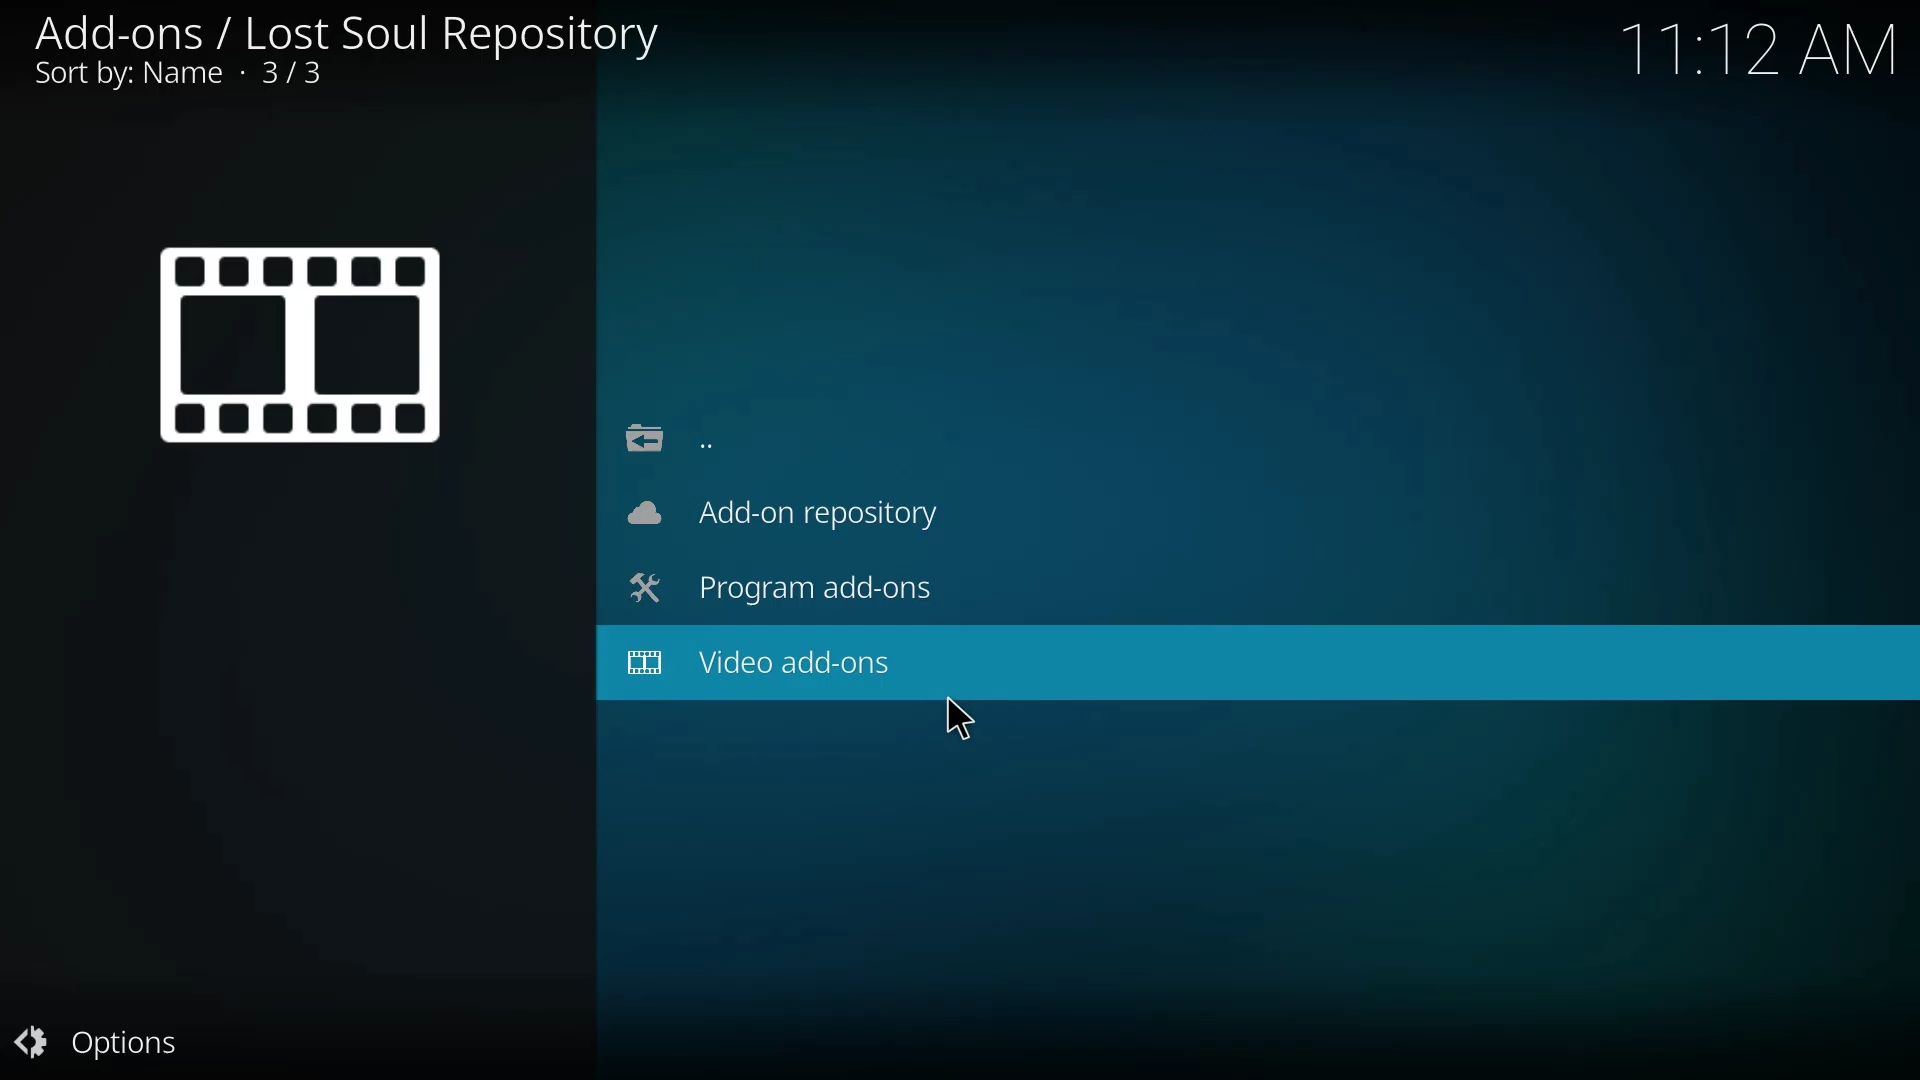 Add-ons / Lost Soul Repository
Sort by: Name · 3 / 3
11:12 AM
..
Add-on repository
Program add-ons
Video add-ons
Options